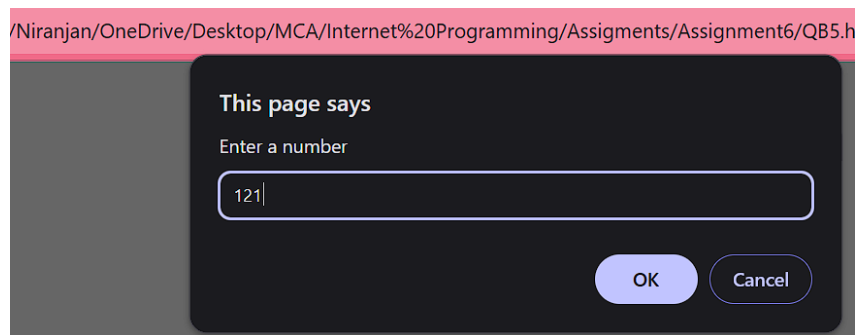 /Niranjan/OneDrive/Desktop/MCA/Internet%20Programming/Assigments/Assignment6/QB5.h
This page says
Enter a number
121
OK Cancel